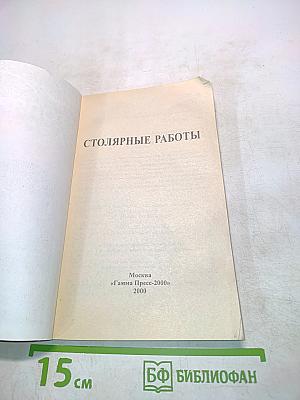 СТОЛЯРНЫЕ РАБОТЫ
Москва
«Гамма Пресс-2000»
2000
15 см
БФ БИБЛИОФАН